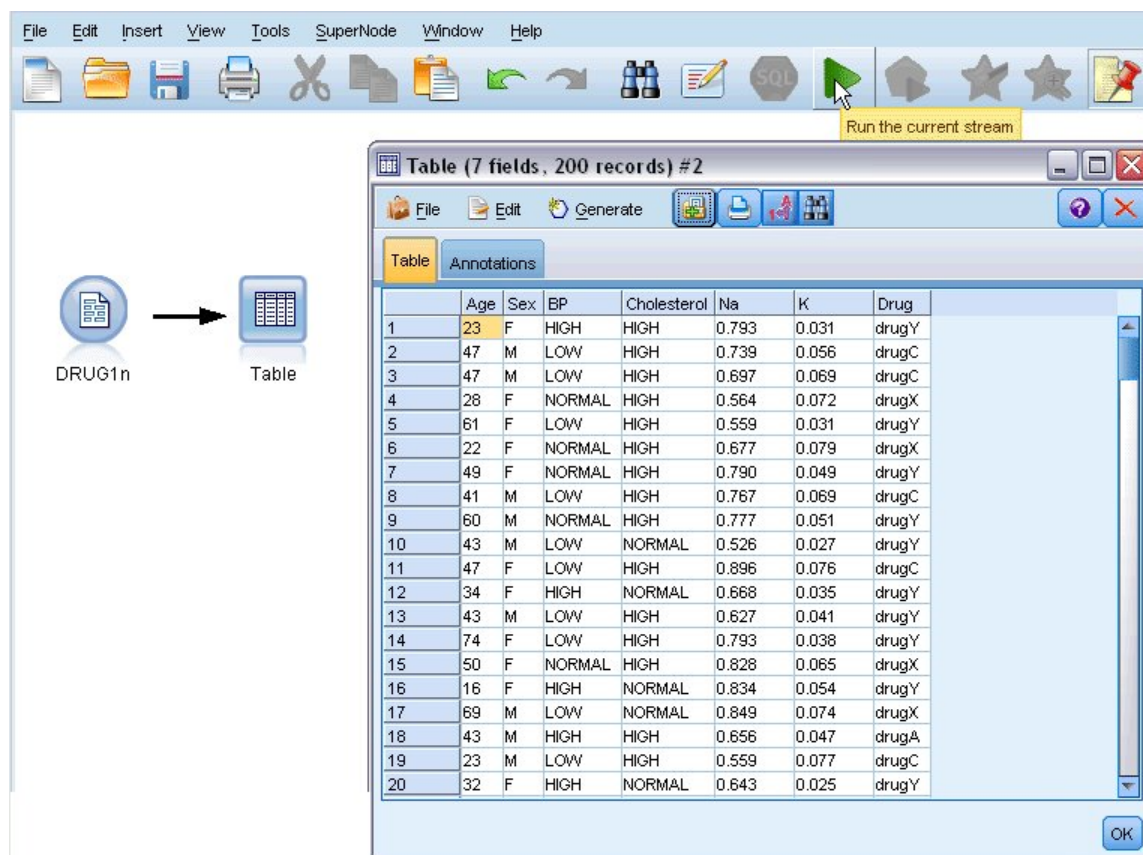 File Edit Insert View Tools SuperNode Window Help
SQL
Run the current stream
Table (7 fields, 200 records) #2
File Edit Generate
Table Annotations
Age Sex BP Cholesterol Na K Drug
1 23 F HIGH HIGH 0.793 0.031 drugY
2 47 M LOW HIGH 0.739 0.056 drugC
3 47 M LOW HIGH 0.697 0.069 drugC
4 28 F NORMAL HIGH 0.564 0.072 drugX
5 61 F LOW HIGH 0.559 0.031 drugY
6 22 F NORMAL HIGH 0.677 0.079 drugX
7 49 F NORMAL HIGH 0.790 0.049 drugY
8 41 M LOW HIGH 0.767 0.069 drugC
9 60 M NORMAL HIGH 0.777 0.051 drugY
10 43 M LOW NORMAL 0.526 0.027 drugY
11 47 F LOW HIGH 0.896 0.076 drugC
12 34 F HIGH NORMAL 0.668 0.035 drugY
13 43 M LOW HIGH 0.627 0.041 drugY
14 74 F LOW HIGH 0.793 0.038 drugY
15 50 F NORMAL HIGH 0.828 0.065 drugX
16 16 F HIGH NORMAL 0.834 0.054 drugY
17 69 M LOW NORMAL 0.849 0.074 drugX
18 43 M HIGH HIGH 0.656 0.047 drugA
19 23 M LOW HIGH 0.559 0.077 drugC
20 32 F HIGH NORMAL 0.643 0.025 drugY
DRUG1n Table
OK